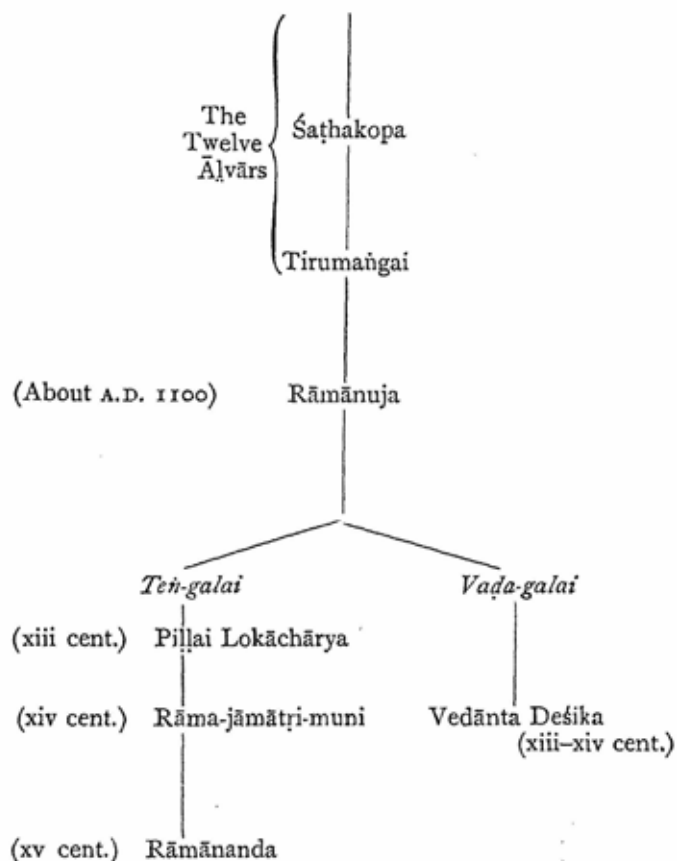 The
Twelve
Āḷvārs
Śaṭhakopa
Tirumaṅgai
(About A.D. 1100) Rāmānuja
Teṅ-galai Vaḍa-galai
(xiii cent.) Piḷḷai Lokāchārya
(xiv cent.) Rāma-jāmātṛi-muni Vedānta Deśika
(xiii–xiv cent.)
(xv cent.) Rāmānanda